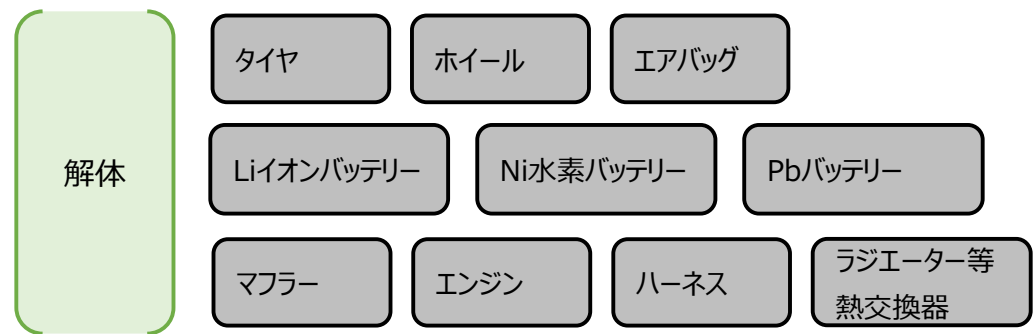 解体
タイヤ
ホイール
エアバッグ
Liイオンバッテリー
Ni水素バッテリー
Pbバッテリー
マフラー
エンジン
ハーネス
ラジエーター等
熱交換器